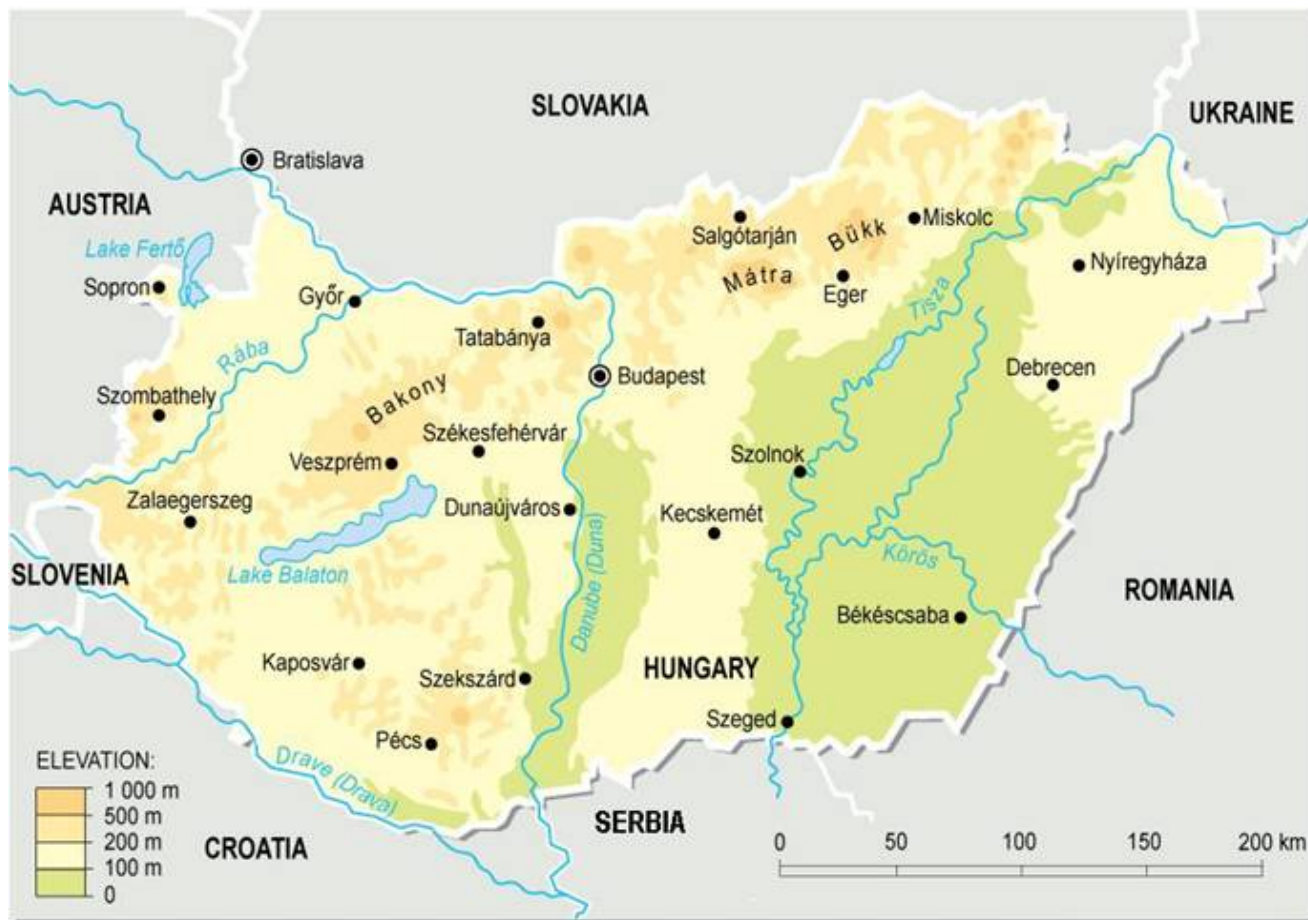 SLOVAKIA
UKRAINE
Bratislava
AUSTRIA
Lake Fertő
Sopron
Győr
Salgótarján
Bükk
Miskolc
Mátra
Eger
Nyíregyháza
Tisza
Tatabánya
Rába
Budapest
Debrecen
Szombathely
Bakony
Székesfehérvár
Veszprém
Szolnok
Zalaegerszeg
Dunaújváros
Kecskemét
Danube (Duna)
Körös
SLOVENIA
Lake Balaton
ROMANIA
Békéscsaba
Kaposvár
Szekszárd
HUNGARY
Szeged
Pécs
Drave (Drava)
ELEVATION:
1 000 m
500 m
200 m
100 m
0
SERBIA
CROATIA
0 50 100 150 200 km